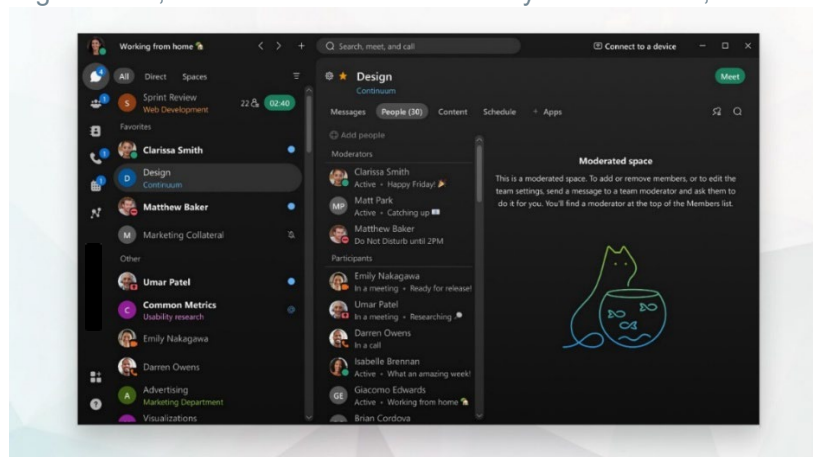 Working from home
Search, meet, and call
Connect to a device
All Direct Spaces
S
Sprint Review
Web Development
22
02:40
Favorites
Clarissa Smith
D
Design
Continuum
Matthew Baker
M
Marketing Collateral
Other
Umar Patel
C
Common Metrics
Usability research
Emily Nakagawa
Darren Owens
A
Advertising
Marketing Department
Visualizations
Design
Continuum
Meet
Messages People (30) Content Schedule + Apps
Add people
Moderators
Clarissa Smith
Active • Happy Friday!
MP
Matt Park
Active • Catching up
Matthew Baker
Do Not Disturb until 2PM
Participants
Emily Nakagawa
In a meeting • Ready for release!
Umar Patel
In a meeting • Researching
Darren Owens
In a call
Isabelle Brennan
Active • What an amazing week!
GE
Giacomo Edwards
Active • Working from home
Brian Cordova
Moderated space
This is a moderated space. To add or remove members, or to edit the
team settings, send a message to a team moderator and ask them to
do it for you. You'll find a moderator at the top of the Members list.